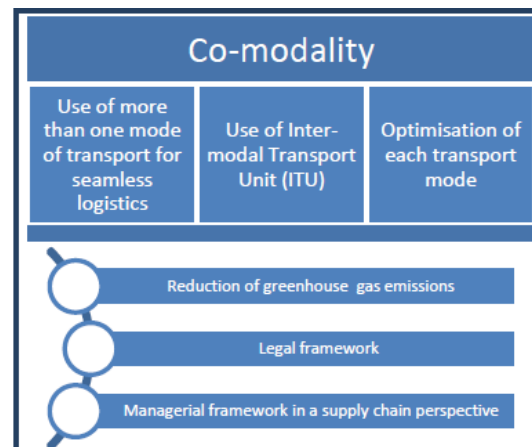 Co-modality
Use of more
than one mode
of transport for
seamless
logistics
Use of Inter-
modal Transport
Unit (ITU)
Optimisation of
each transport
mode
Reduction of greenhouse gas emissions
Legal framework
Managerial framework in a supply chain perspective